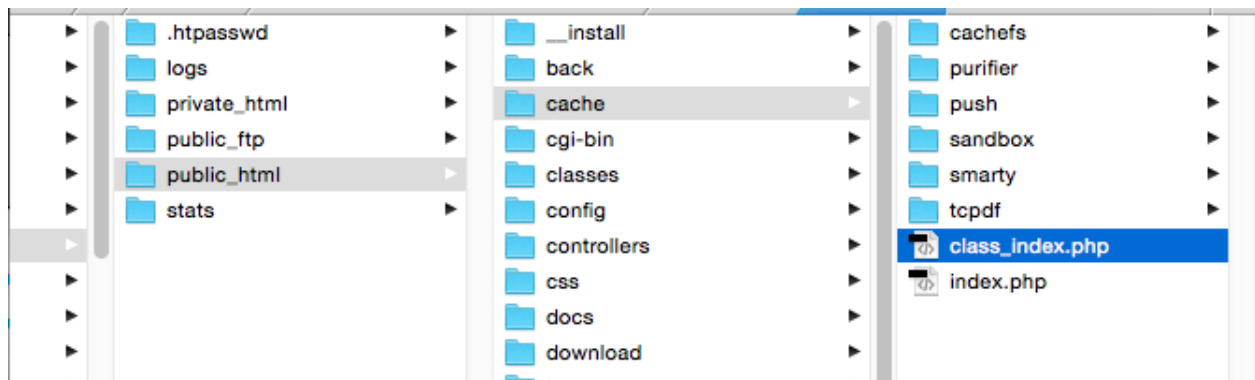 .htpasswd
logs
private_html
public_ftp
public_html
stats
__install
back
cache
cgi-bin
classes
config
controllers
css
docs
download
cachefs
purifier
push
sandbox
smarty
tcpdf
class_index.php
index.php